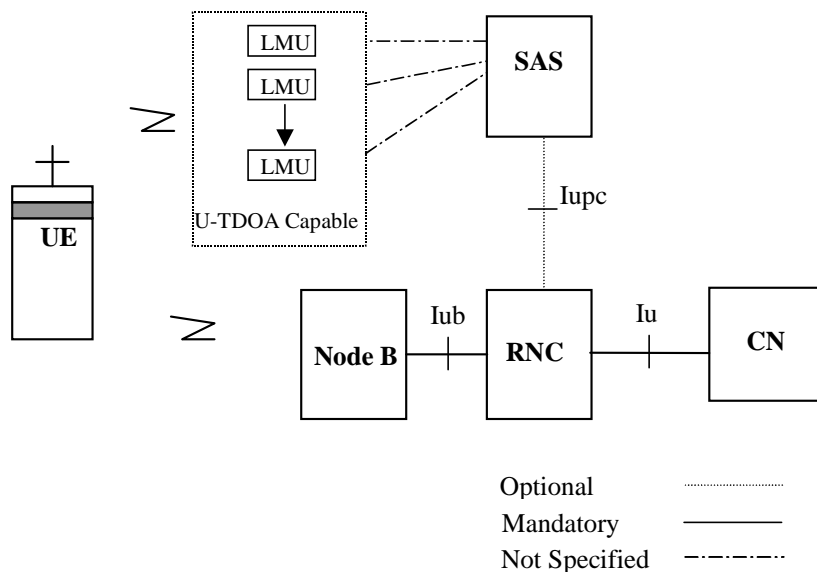 LMU
LMU
LMU
U-TDOA Capable
SAS
Iupc
UE
Node B
Iub
RNC
Iu
CN
Optional
Mandatory
Not Specified